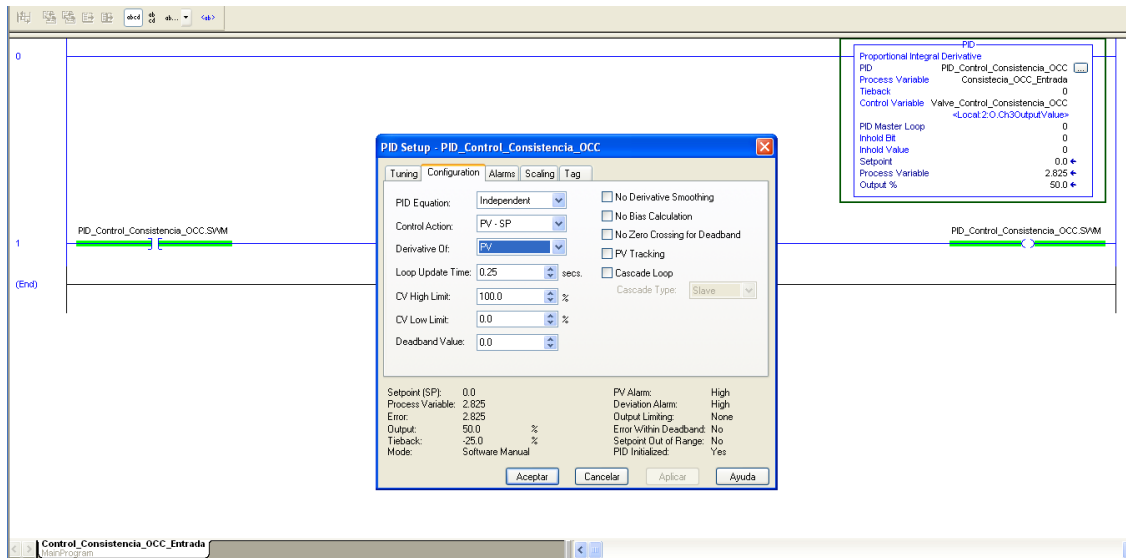 abcd
ab
cd
ab...
<ab>
0
PID
Proportional Integral Derivative
PID PID_Control_Consistencia_OCC ...
Process Variable Consistecia_OCC_Entrada
Tieback 0
Control Variable Valve_Control_Consistencia_OCC
<Local:2:O.Ch3OutputValue>
PID Master Loop 0
Inhold Bit 0
Inhold Value 0
Setpoint 0.0
Process Variable 2.825
Output % 50.0
PID Setup - PID_Control_Consistencia_OCC
Tuning Configuration Alarms Scaling Tag
PID Equation: Independent
Control Action: PV - SP
Derivative Of: PV
Loop Update Time: 0.25 secs.
CV High Limit: 100.0 %
CV Low Limit: 0.0 %
Deadband Value: 0.0
No Derivative Smoothing
No Bias Calculation
No Zero Crossing for Deadband
PV Tracking
Cascade Loop
Cascade Type: Slave
Setpoint (SP): 0.0
Process Variable: 2.825
Error: 2.825
Output: 50.0 %
Tieback: -25.0 %
Mode: Software Manual
PV Alarm: High
Deviation Alarm: High
Output Limiting: None
Error Within Deadband: No
Setpoint Out of Range: No
PID Initialized: Yes
Aceptar Cancelar Aplicar Ayuda
1
PID_Control_Consistencia_OCC.SWM
PID_Control_Consistencia_OCC.SWM
(End)
Control_Consistencia_OCC_Entrada
MainProgram